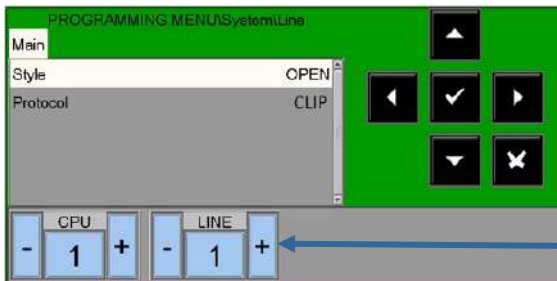 PROGRAMMING MENU\System\Line
Main
Style OPEN
Protocol CLIP
CPU LINE
- 1 + - 1 +